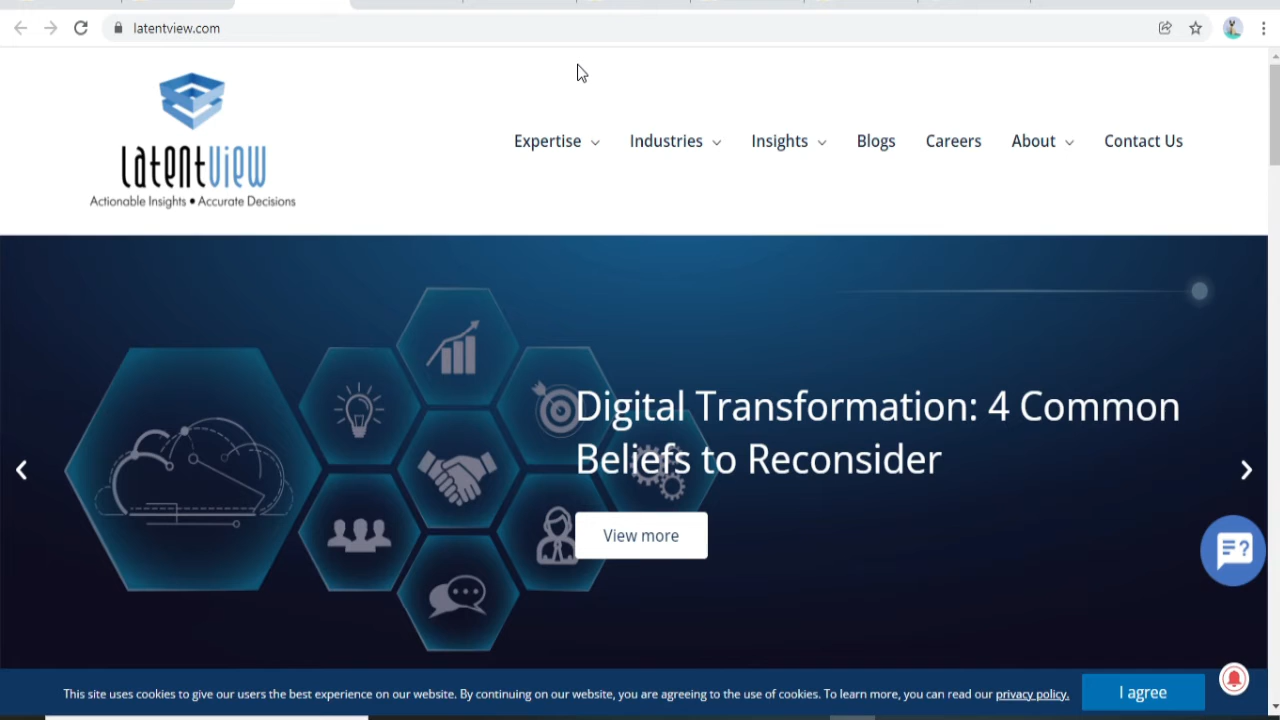 latentview.com
LatentView
Actionable Insights • Accurate Decisions
Expertise Industries Insights Blogs Careers About Contact Us
Digital Transformation: 4 Common
Beliefs to Reconsider
View more
?
This site uses cookies to give our users the best experience on our website. By continuing on our website, you are agreeing to the use of cookies. To learn more, you can read our privacy policy.
I agree